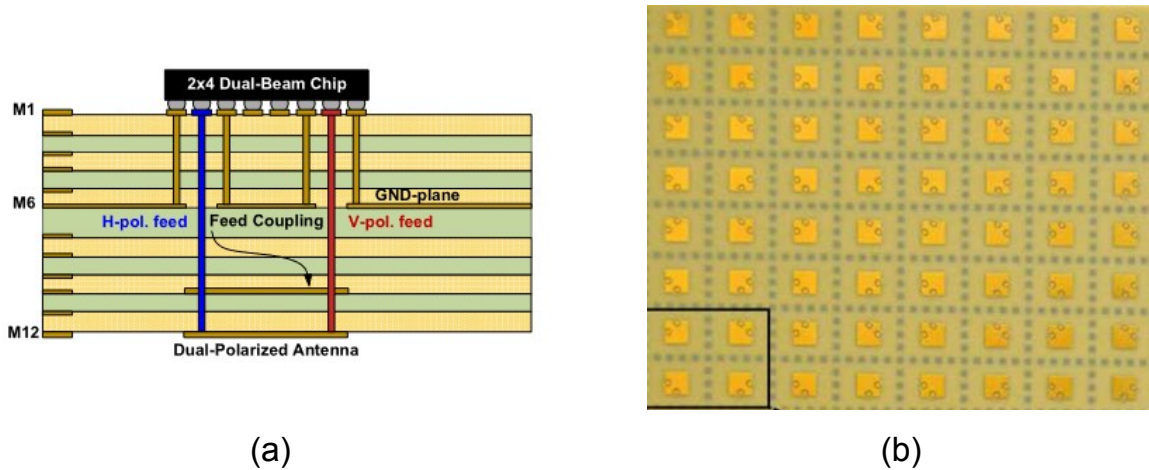 2x4 Dual-Beam Chip
M1
M6
GND-plane
H-pol. feed
Feed Coupling
V-pol. feed
M12
Dual-Polarized Antenna
(a)
(b)